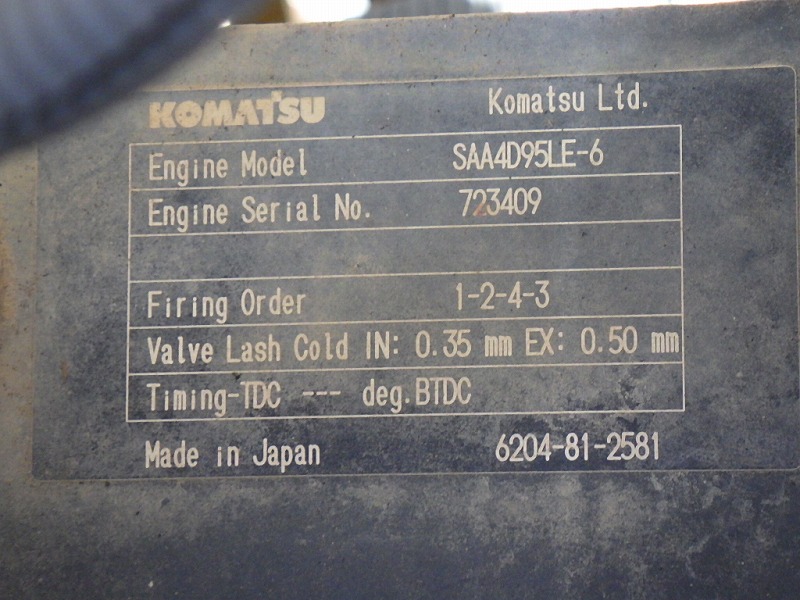 KOMATSU Komatsu Ltd.
Engine Model SAA4D95LE-6
Engine Serial No. 723409
Firing Order 1-2-4-3
Valve Lash Cold IN: 0.35 mm EX: 0.50 mm
Timing-TDC --- deg.BTDC
Made in Japan 6204-81-2581